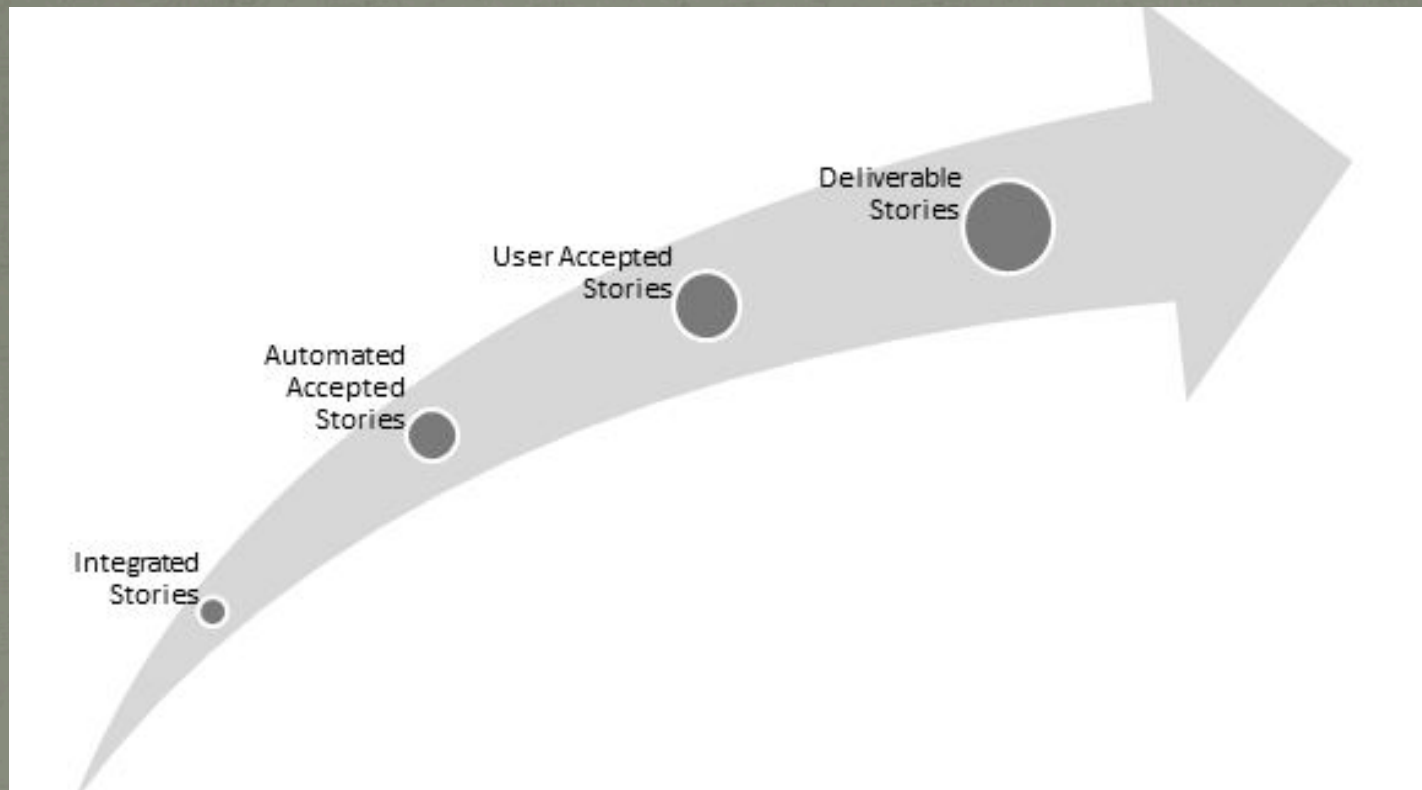 Deliverable
Stories
User Accepted
Stories
Automated
Accepted
Stories
Integrated
Stories